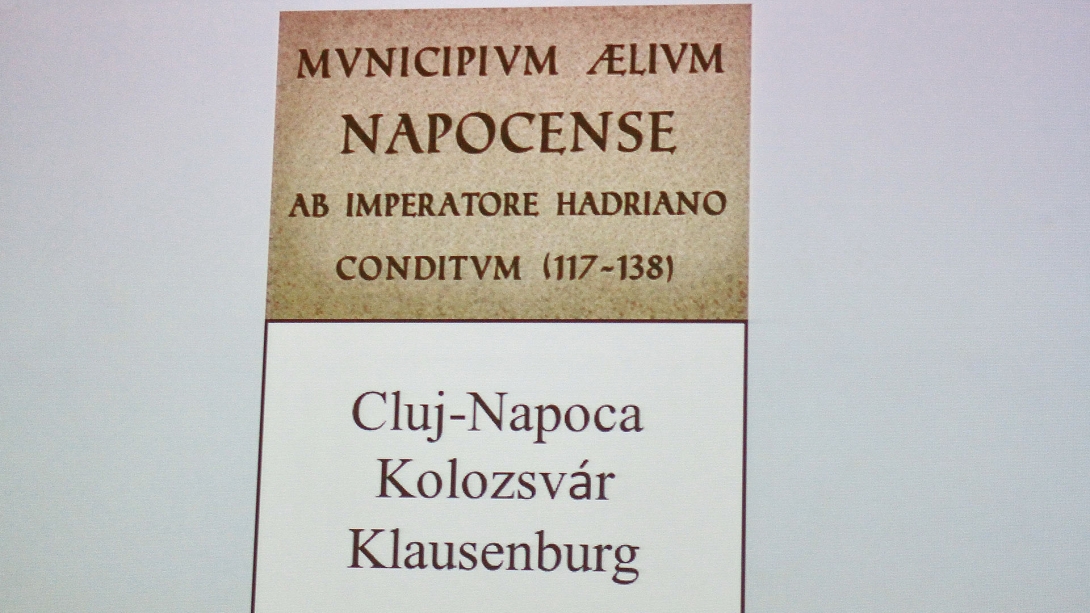 MVNICIPIVM ÆLIVM
NAPOCENSE
AB IMPERATORE HADRIANO
CONDITVM (117-138)
Cluj-Napoca
Kolozsvár
Klausenburg